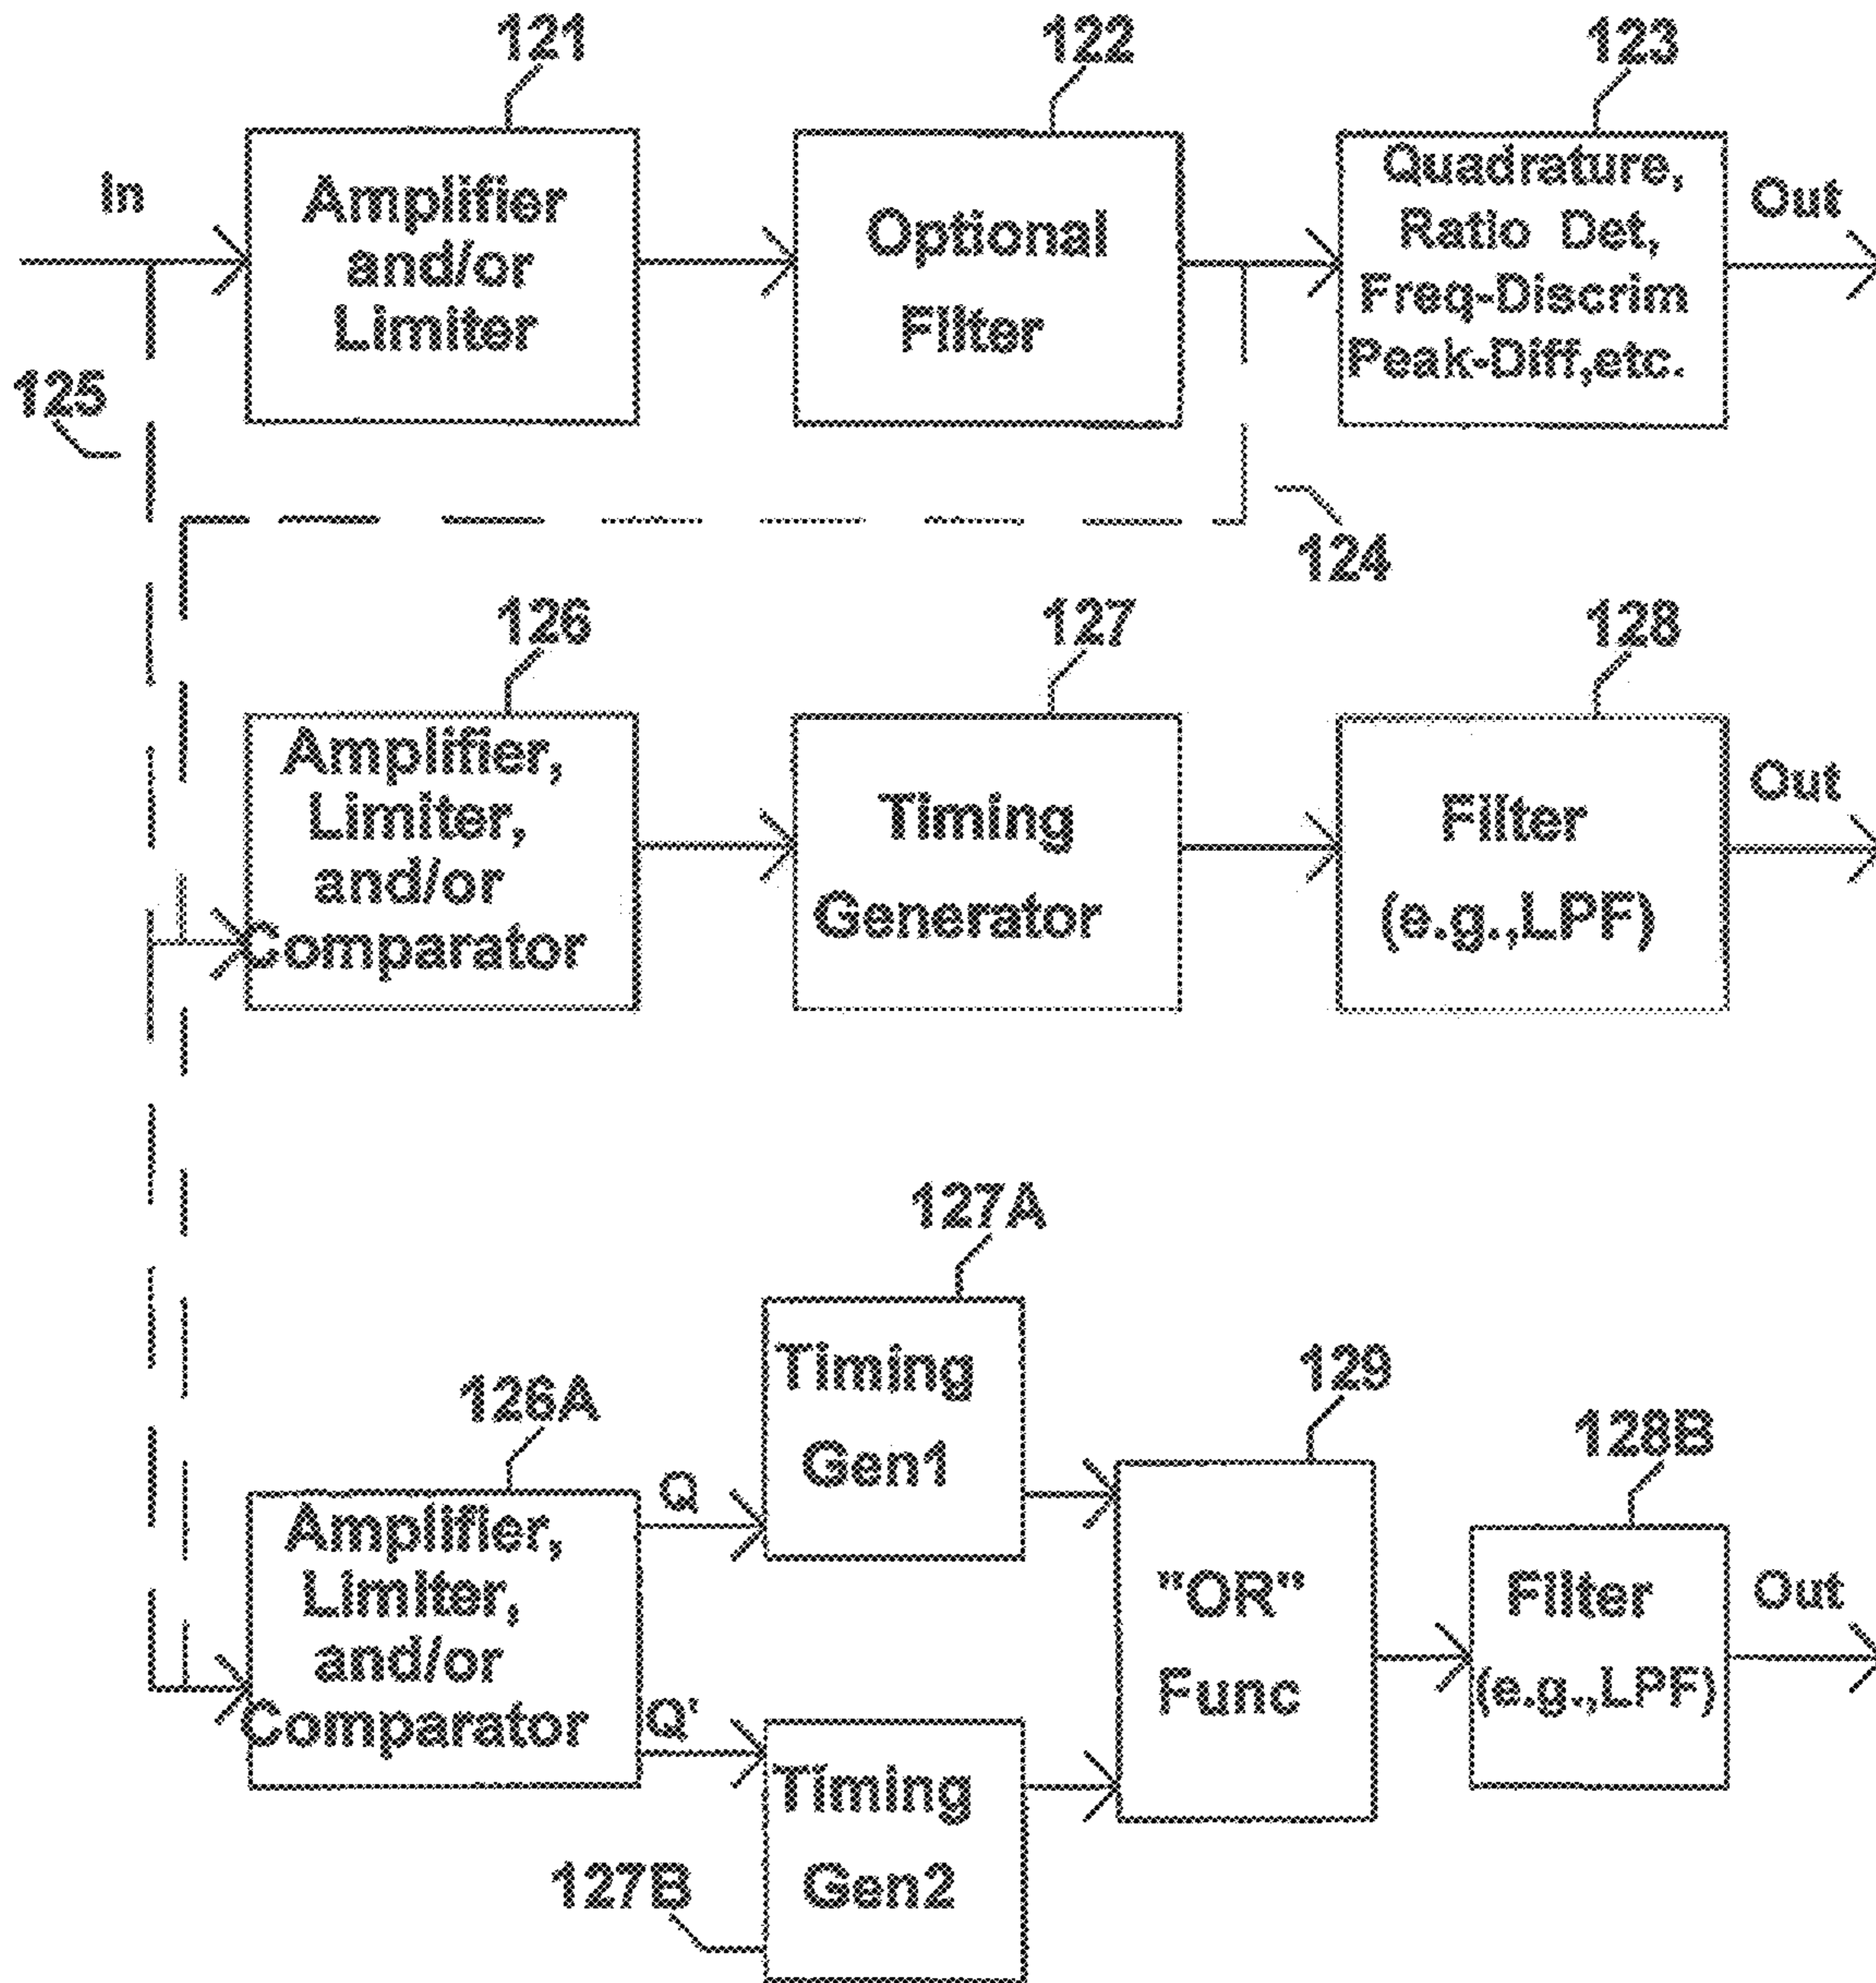 121
122
123
In
Amplifier
and/or
Limiter
Optional
Filter
Quadrature,
Ratio Det,
Freq-Discrim
Peak-Diff,etc.
Out
125
124
126
127
128
Amplifier,
Limiter,
and/or
Comparator
Timing
Generator
Filter
(e.g.,LPF)
Out
127A
Timing
Gen1
126A
129
128B
Amplifier,
Limiter,
and/or
Comparator
Q
Q'
"OR"
Func
Filter
(e.g.,LPF)
Out
Timing
Gen2
127B